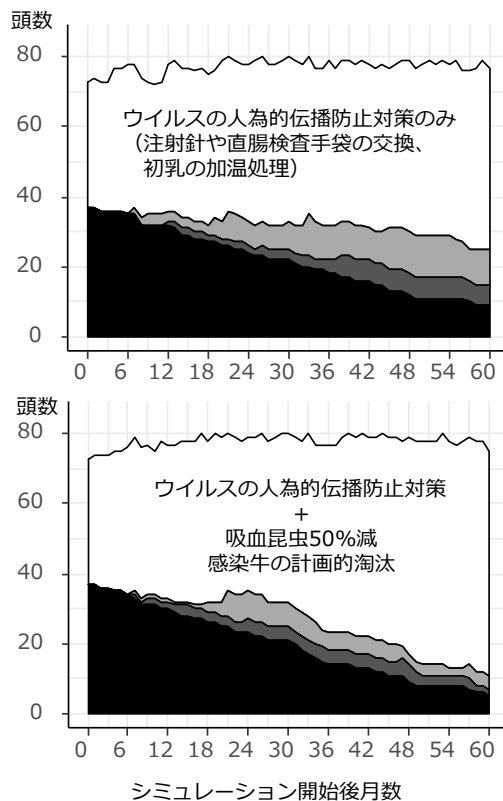 頭数
80
60
40
20
0
ウイルスの人為的伝播防止対策のみ
（注射針や直腸検査手袋の交換、
初乳の加温処理）
0 6 12 18 24 30 36 42 48 54 60
頭数
80
60
40
20
0
ウイルスの人為的伝播防止対策
+
吸血昆虫50%減
感染牛の計画的淘汰
0 6 12 18 24 30 36 42 48 54 60
シミュレーション開始後月数